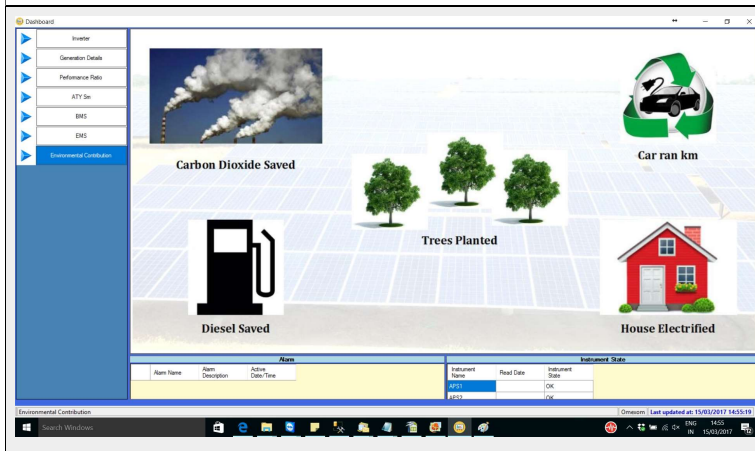 Dashboard
Inverter
Generation Details
Performance Ratio
ATY Sm
BMS
EMS
Environmental Contribution
Carbon Dioxide Saved
Car ran km
Trees Planted
Diesel Saved
House Electrified
Alarm
Instrument State
Alarm Name
Alarm Description
Active Date/Time
Instrument Name
Read Date
Instrument State
APS1
OK
APS2
OK
Environmental Contribution
Omesom
Last updated at: 15/03/2017 14:55:19
Search Windows
ENG
IN
14:55
15/03/2017